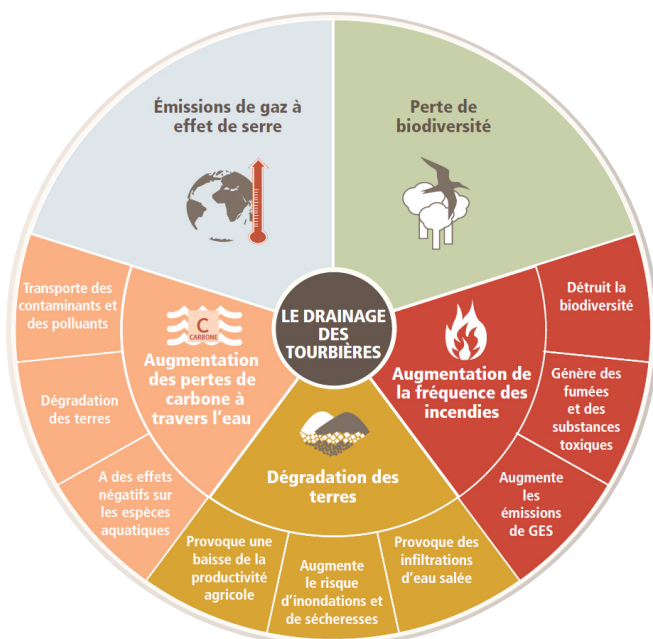 Émissions de gaz à
effet de serre
Perte de
biodiversité
LE DRAINAGE
DES
TOURBIÈRES
C
CARBONE
Augmentation
des pertes de
carbone à
travers l'eau
Transporte des
contaminants et
des polluants
Dégradation
des terres
A des effets
négatifs sur
les espèces
aquatiques
Dégradation des
terres
Provoque une
baisse de la
productivité
agricole
Augmente
le risque
d'inondations et
de sécheresses
Provoque des
infiltrations
d'eau salée
Augmentation de
la fréquence des
incendies
Détruit la
biodiversité
Génère des
fumées
et des
substances
toxiques
Augmente
les
émissions
de GES